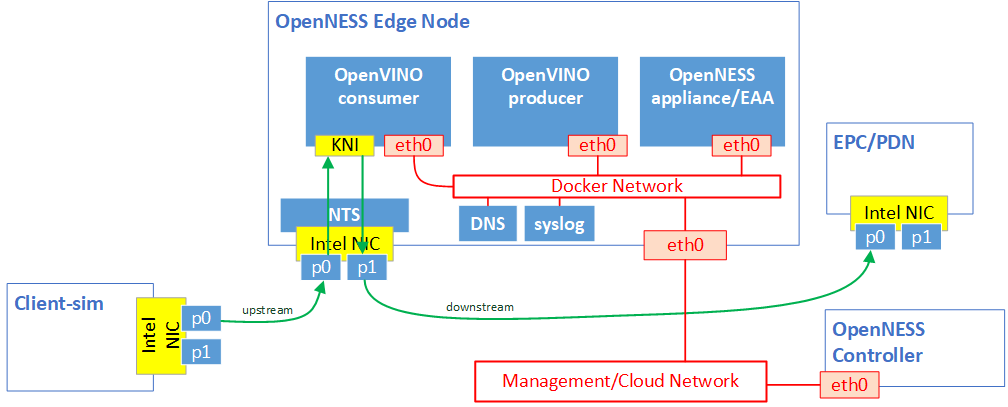 OpenNESS Edge Node
OpenVINO
consumer
OpenVINO
producer
OpenNESS
appliance/EAA
KNI
eth0
eth0
eth0
Docker Network
DNS
syslog
NTS
Intel NIC
p0
p1
eth0
EPC/PDN
Intel NIC
p0
p1
Client-sim
Intel
NIC
p0
p1
upstream
downstream
OpenNESS
Controller
eth0
Management/Cloud Network